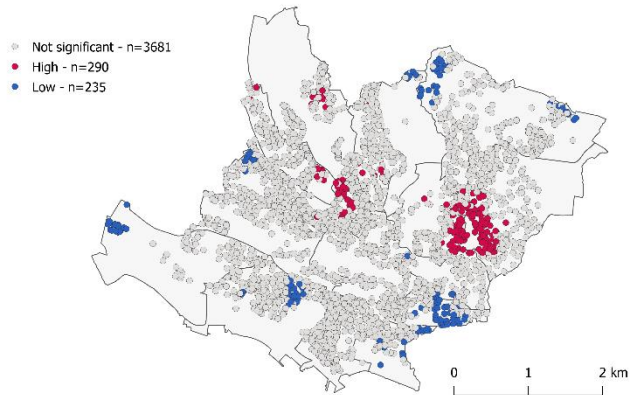 Not significant - n=3681
High - n=290
Low - n=235
0 1 2 km